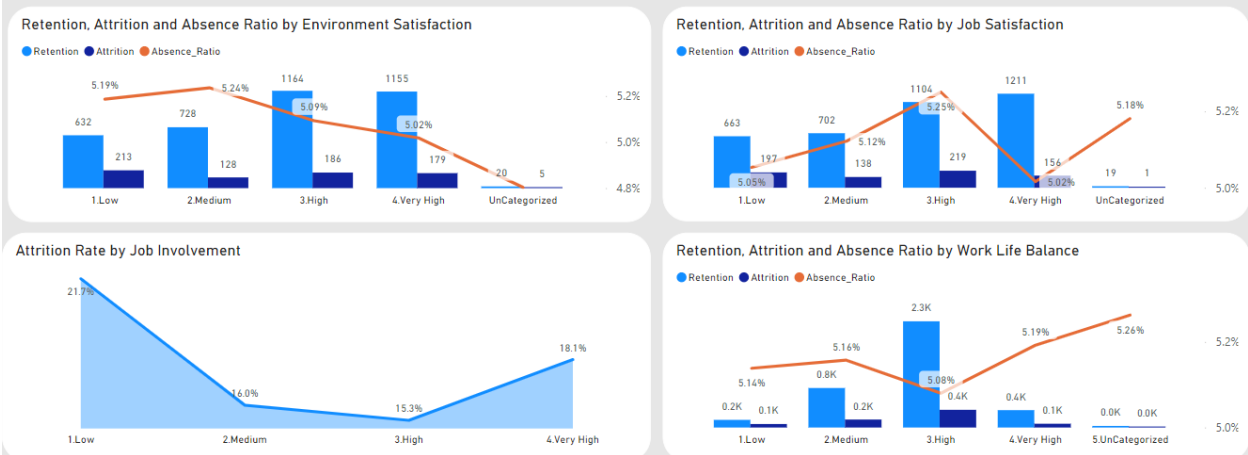 Retention, Attrition and Absence Ratio by Environment Satisfaction
Retention Attrition Absence_Ratio
5.19% 5.24% 1164 5.09% 1155 5.02% 5.2%
632 728 5.0%
213 128 186 179 20 5 4.8%
1.Low 2.Medium 3.High 4.Very High UnCategorized
Retention, Attrition and Absence Ratio by Job Satisfaction
Retention Attrition Absence_Ratio
663 702 1104 5.25% 1211 5.18% 5.2%
197 5.12% 138 219 156 19 1
5.05% 5.02% 5.0%
1.Low 2.Medium 3.High 4.Very High UnCategorized
Attrition Rate by Job Involvement
21.7%
16.0% 15.3% 18.1%
1.Low 2.Medium 3.High 4.Very High
Retention, Attrition and Absence Ratio by Work Life Balance
Retention Attrition Absence_Ratio
2.3K
5.14% 5.16% 5.08% 5.19% 5.26% 5.2%
0.2K 0.1K 0.8K 0.2K 0.4K 0.4K 0.1K 0.0K 0.0K 5.0%
1.Low 2.Medium 3.High 4.Very High 5.UnCategorized